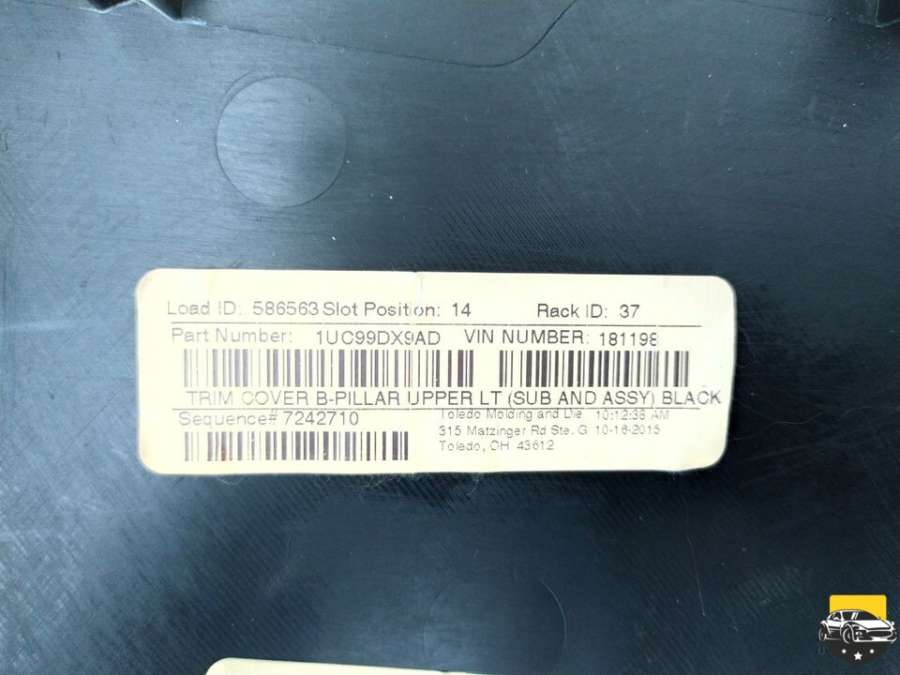 Load ID: 586563 Slot Position: 14 Rack ID: 37
Part Number: 1UC99DX9AD VIN NUMBER: 181198
TRIM COVER B-PILLAR UPPER LT (SUB AND ASSY) BLACK
Sequence# 7242710
Toledo Molding and Die 10:12:36 AM
315 Matzinger Rd Ste. G 10-16-2015
Toledo, OH 43612